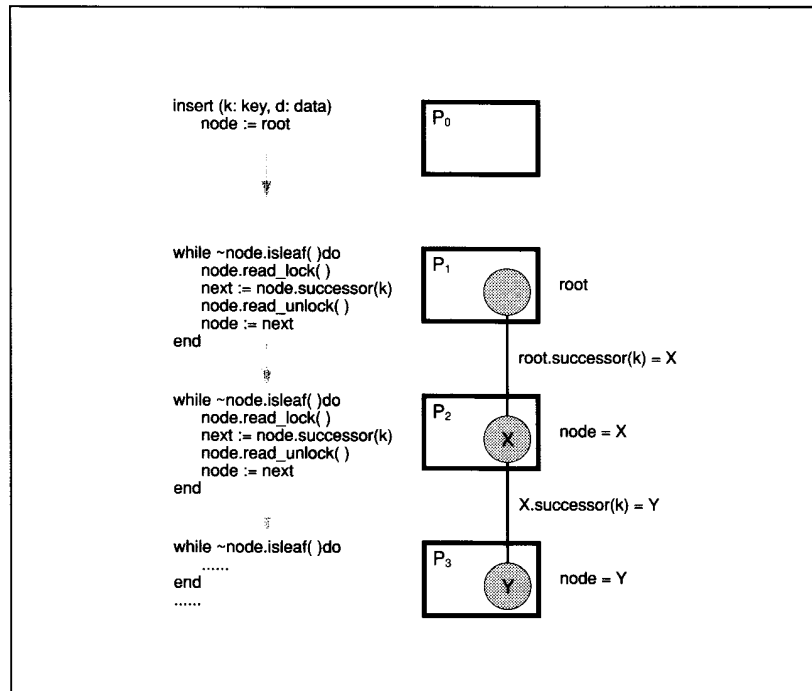 insert (k: key, d: data)
node := root
P0
while ~node.isleaf( )do
node.read_lock( )
next := node.successor(k)
node.read_unlock( )
node := next
end
P1
root
root.successor(k) = X
while ~node.isleaf( )do
node.read_lock( )
next := node.successor(k)
node.read_unlock( )
node := next
end
P2
X
node = X
X.successor(k) = Y
while ~node.isleaf( )do
......
end
......
P3
Y
node = Y